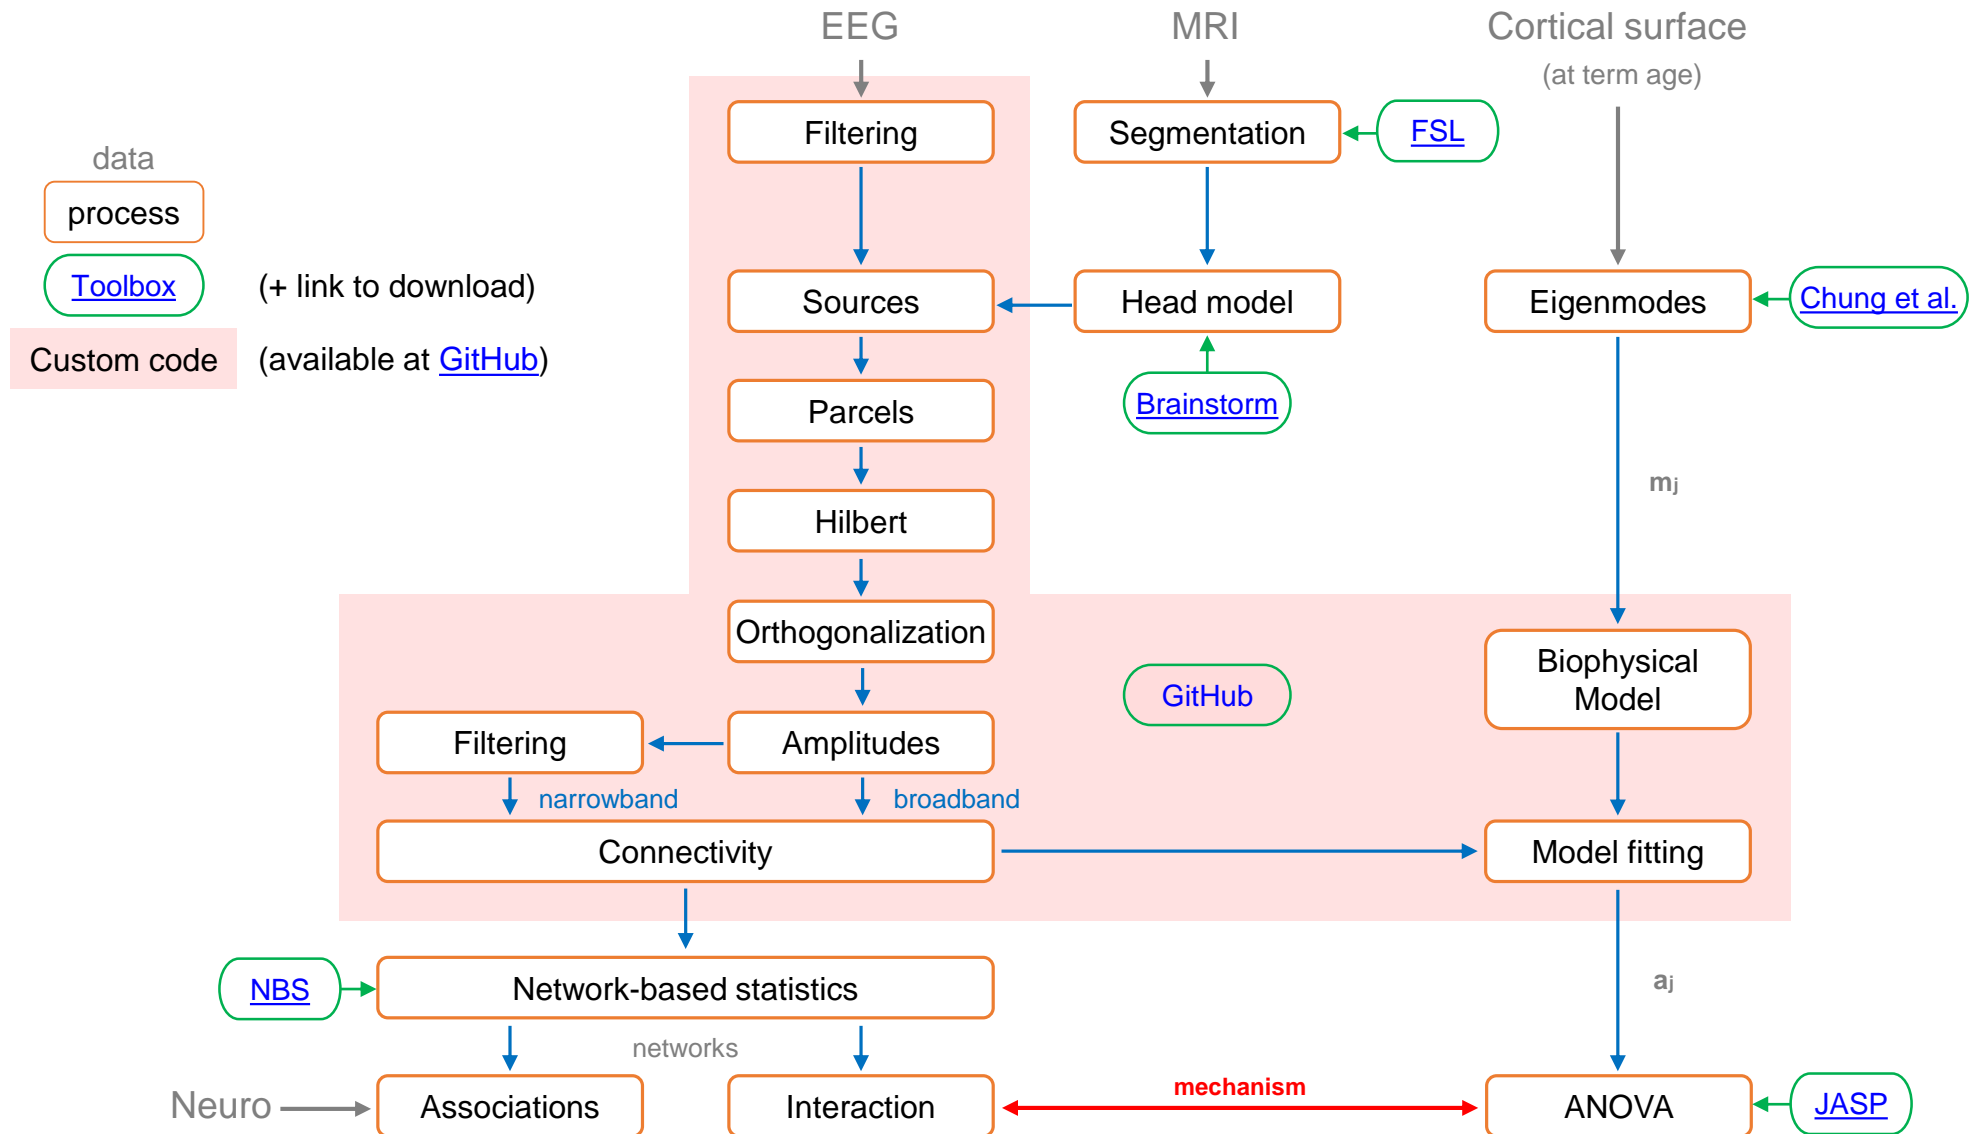 EEG
MRI
Cortical surface
(at term age)
Filtering
Segmentation
FSL
data
process
Toolbox
(+ link to download)
Custom code
(available at GitHub)
Sources
Head model
Eigenmodes
Chung et al.
Parcels
Brainstorm
Hilbert
mj
Orthogonalization
GitHub
Biophysical
Model
Filtering
Amplitudes
narrowband
broadband
Connectivity
Model fitting
NBS
Network-based statistics
aj
networks
Neuro
Associations
Interaction
mechanism
ANOVA
JASP